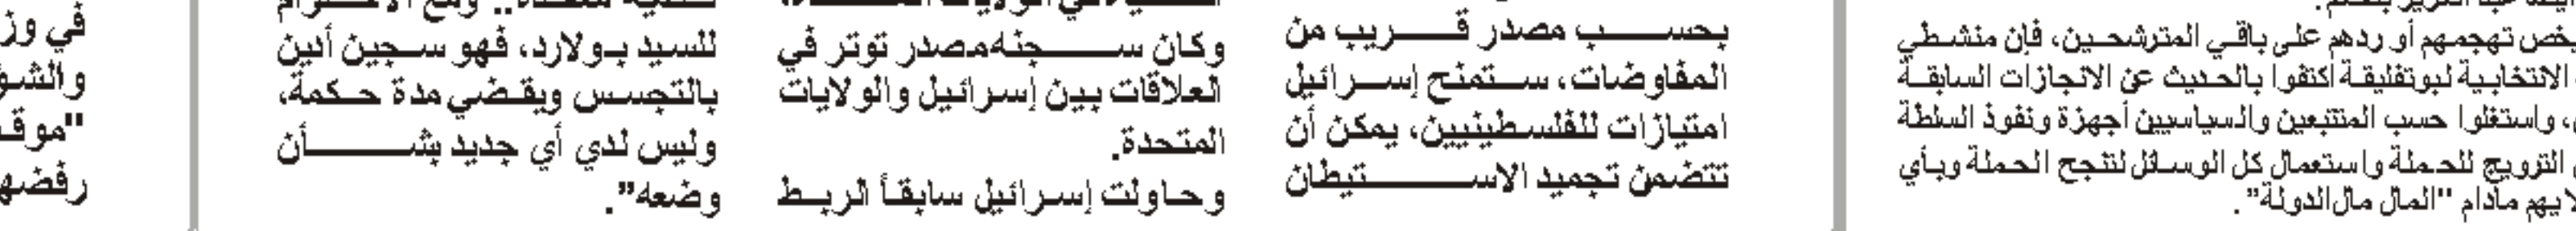 يخص تهجمهم أو ردهم على باقي المترشحين، فإن منشطي
الانتخابية لبوتفليقة اكتفوا بالحديث عن الانجازات السابقة
، واستغلوا حسب المتتبعين والسياسيين أجهزة ونفوذ السلطة
الترويج للحملة واستعمال كل الوسائل لتنجح الحملة وبأي
لايهم مادام "المال مال الدولة".
بحسب مصدر قريب من
المفاوضات، ستمنح إسرائيل
امتيازات للفلسطينيين، يمكن أن
تتضمن تجميد الاستيطان
وكان سجنه مصدر توتر في
العلاقات بين إسرائيل والولايات
المتحدة.
وحاولت إسرائيل سابقاً الربط
للسيد بولارد، فهو سجين أدين
بالتجسس ويقضي مدة حكمة،
وليس لدي أي جديد بشأن
وضعه".
في وز
والشؤ
"موقـ
رفضها